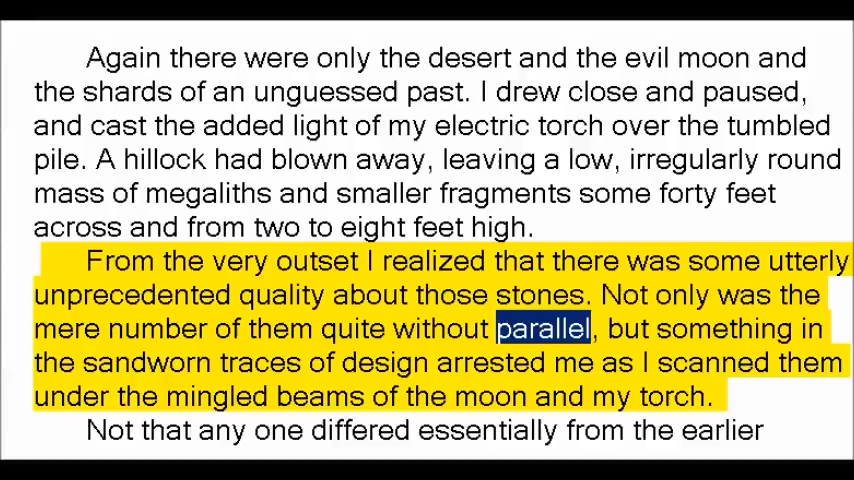 Again there were only the desert and the evil moon and
the shards of an unguessed past. I drew close and paused,
and cast the added light of my electric torch over the tumbled
pile. A hillock had blown away, leaving a low, irregularly round
mass of megaliths and smaller fragments some forty feet
across and from two to eight feet high.
From the very outset I realized that there was some utterly
unprecedented quality about those stones. Not only was the
mere number of them quite without parallel, but something in
the sandworn traces of design arrested me as I scanned them
under the mingled beams of the moon and my torch.
Not that any one differed essentially from the earlier